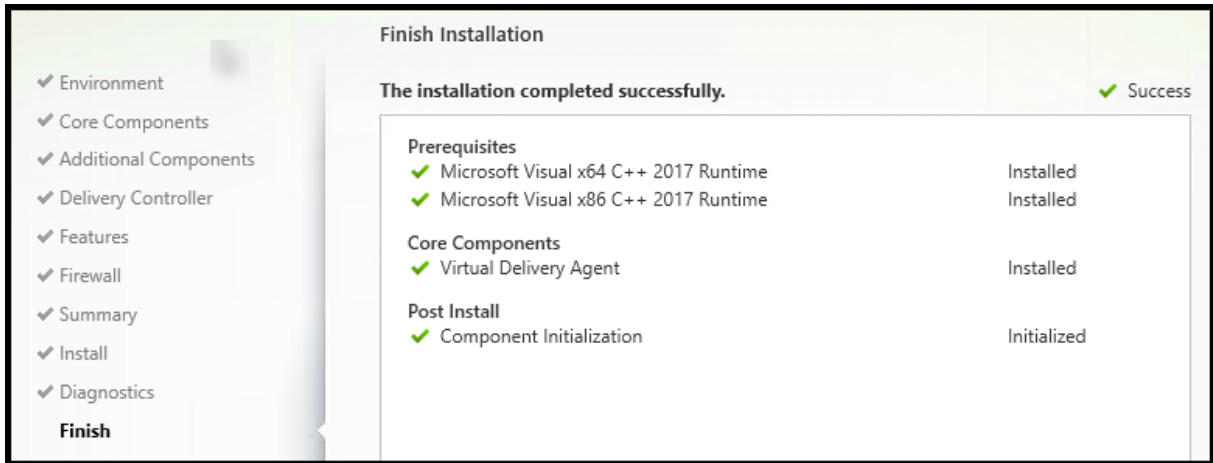 Finish Installation
Environment
Core Components
Additional Components
Delivery Controller
Features
Firewall
Summary
Install
Diagnostics
Finish
The installation completed successfully. Success
Prerequisites
Microsoft Visual x64 C++ 2017 Runtime Installed
Microsoft Visual x86 C++ 2017 Runtime Installed
Core Components
Virtual Delivery Agent Installed
Post Install
Component Initialization Initialized